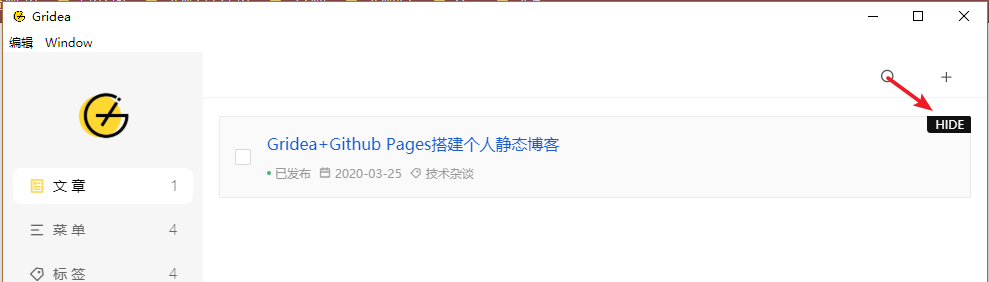 Gridea
编辑 Window
HIDE
Gridea+Github Pages搭建个人静态博客
已发布 2020-03-25 技术杂谈
文章 1
菜单 4
标签 4